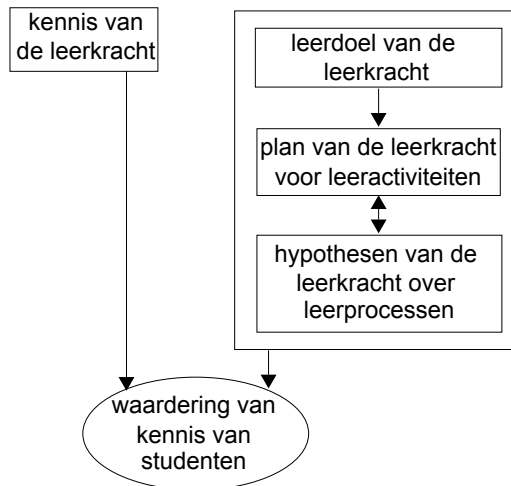 kennis van
de leerkracht
leerdoel van de
leerkracht
plan van de leerkracht
voor leeractiviteiten
hypothesen van de
leerkracht over
leerprocessen
waardering van
kennis van
studenten